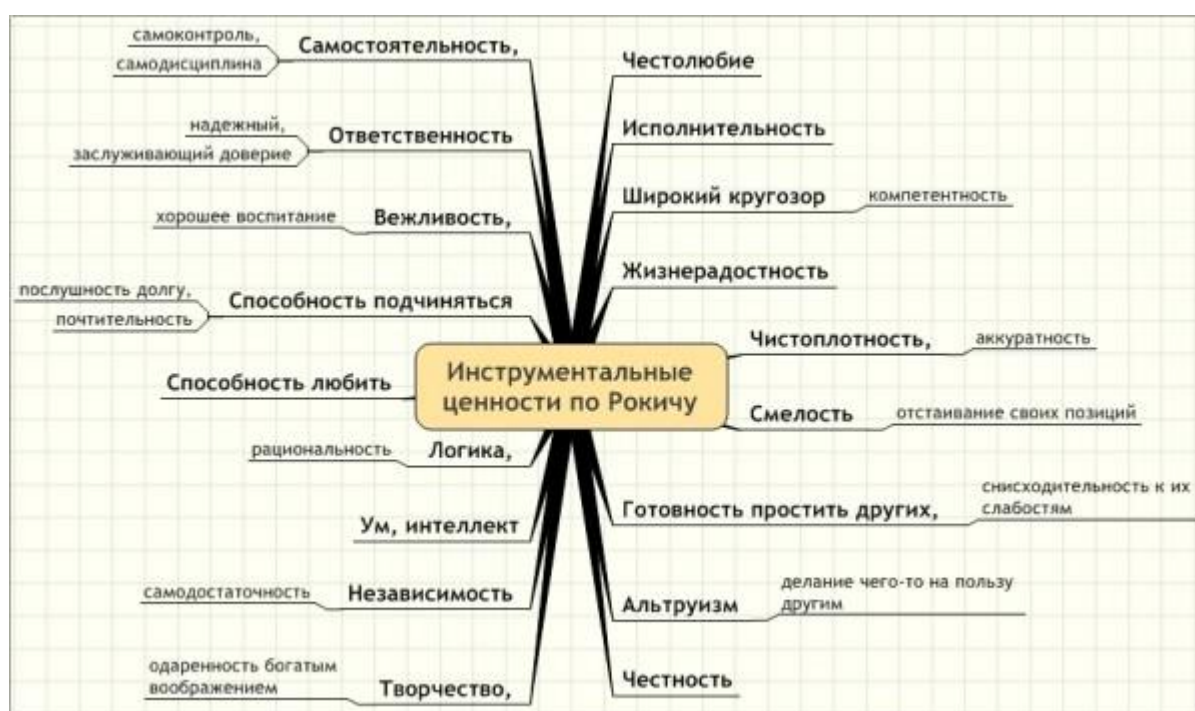 Инструментальные
ценности по Рокичу
Честолюбие
Исполнительность
Широкий кругозор
компетентность
Жизнерадостность
Чистоплотность,
аккуратность
Смелость
отстаивание своих позиций
Готовность простить других,
снисходительность к их
слабостям
Альтруизм
делание чего-то на пользу
другим
Честность
Самостоятельность,
самоконтроль,
самодисциплина
Ответственность
надежный,
заслуживающий доверие
Вежливость,
хорошее воспитание
Способность подчиняться
послушность долгу,
почтительность
Способность любить
Логика,
рациональность
Ум, интеллект
Независимость
самодостаточность
Творчество,
одаренность богатым
воображением